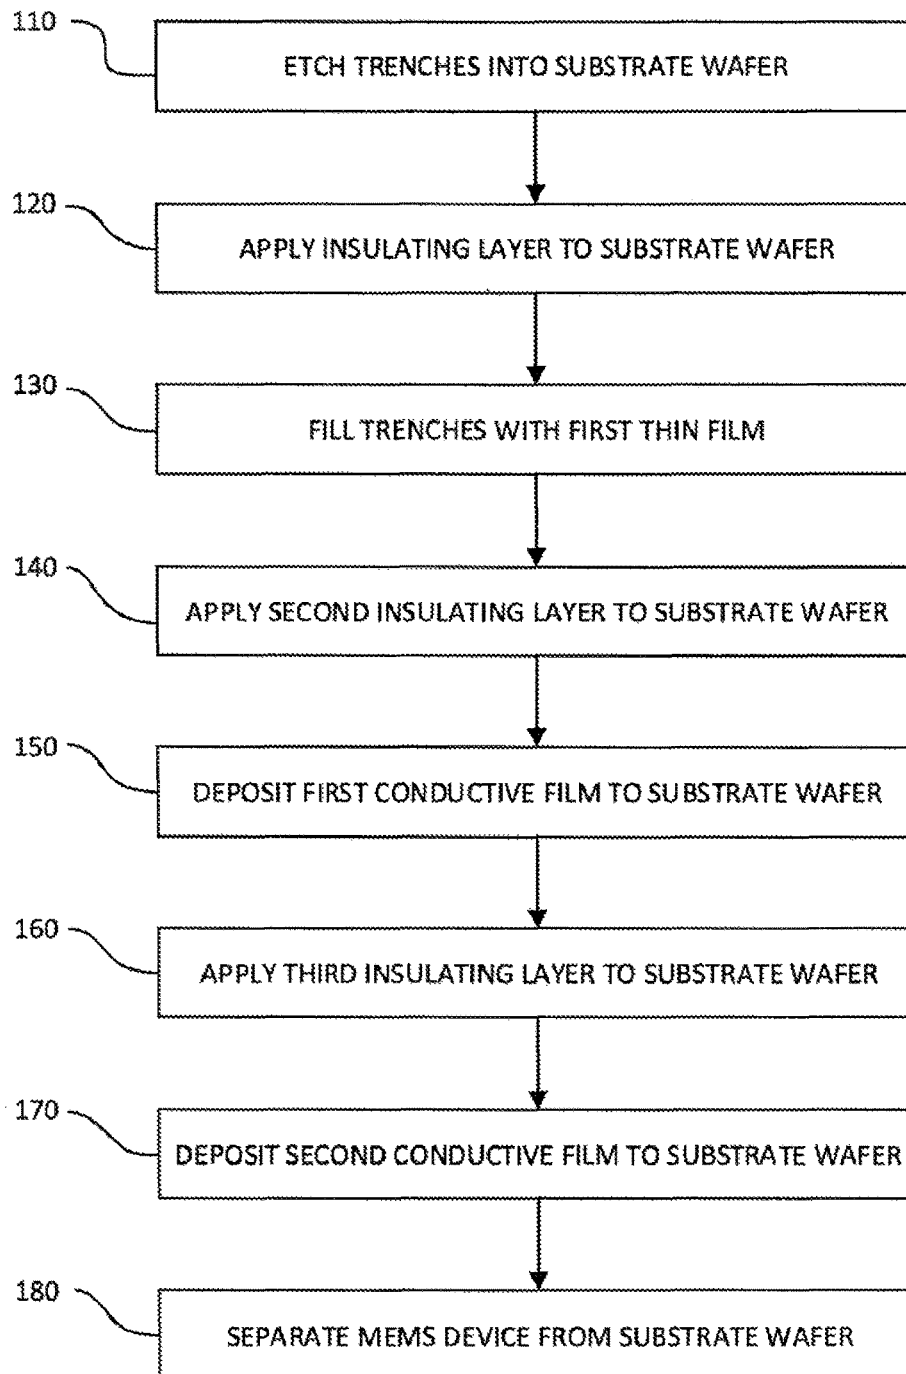 110
ETCH TRENCHES INTO SUBSTRATE WAFER
120
APPLY INSULATING LAYER TO SUBSTRATE WAFER
130
FILL TRENCHES WITH FIRST THIN FILM
140
APPLY SECOND INSULATING LAYER TO SUBSTRATE WAFER
150
DEPOSIT FIRST CONDUCTIVE FILM TO SUBSTRATE WAFER
160
APPLY THIRD INSULATING LAYER TO SUBSTRATE WAFER
170
DEPOSIT SECOND CONDUCTIVE FILM TO SUBSTRATE WAFER
180
SEPARATE MEMS DEVICE FROM SUBSTRATE WAFER